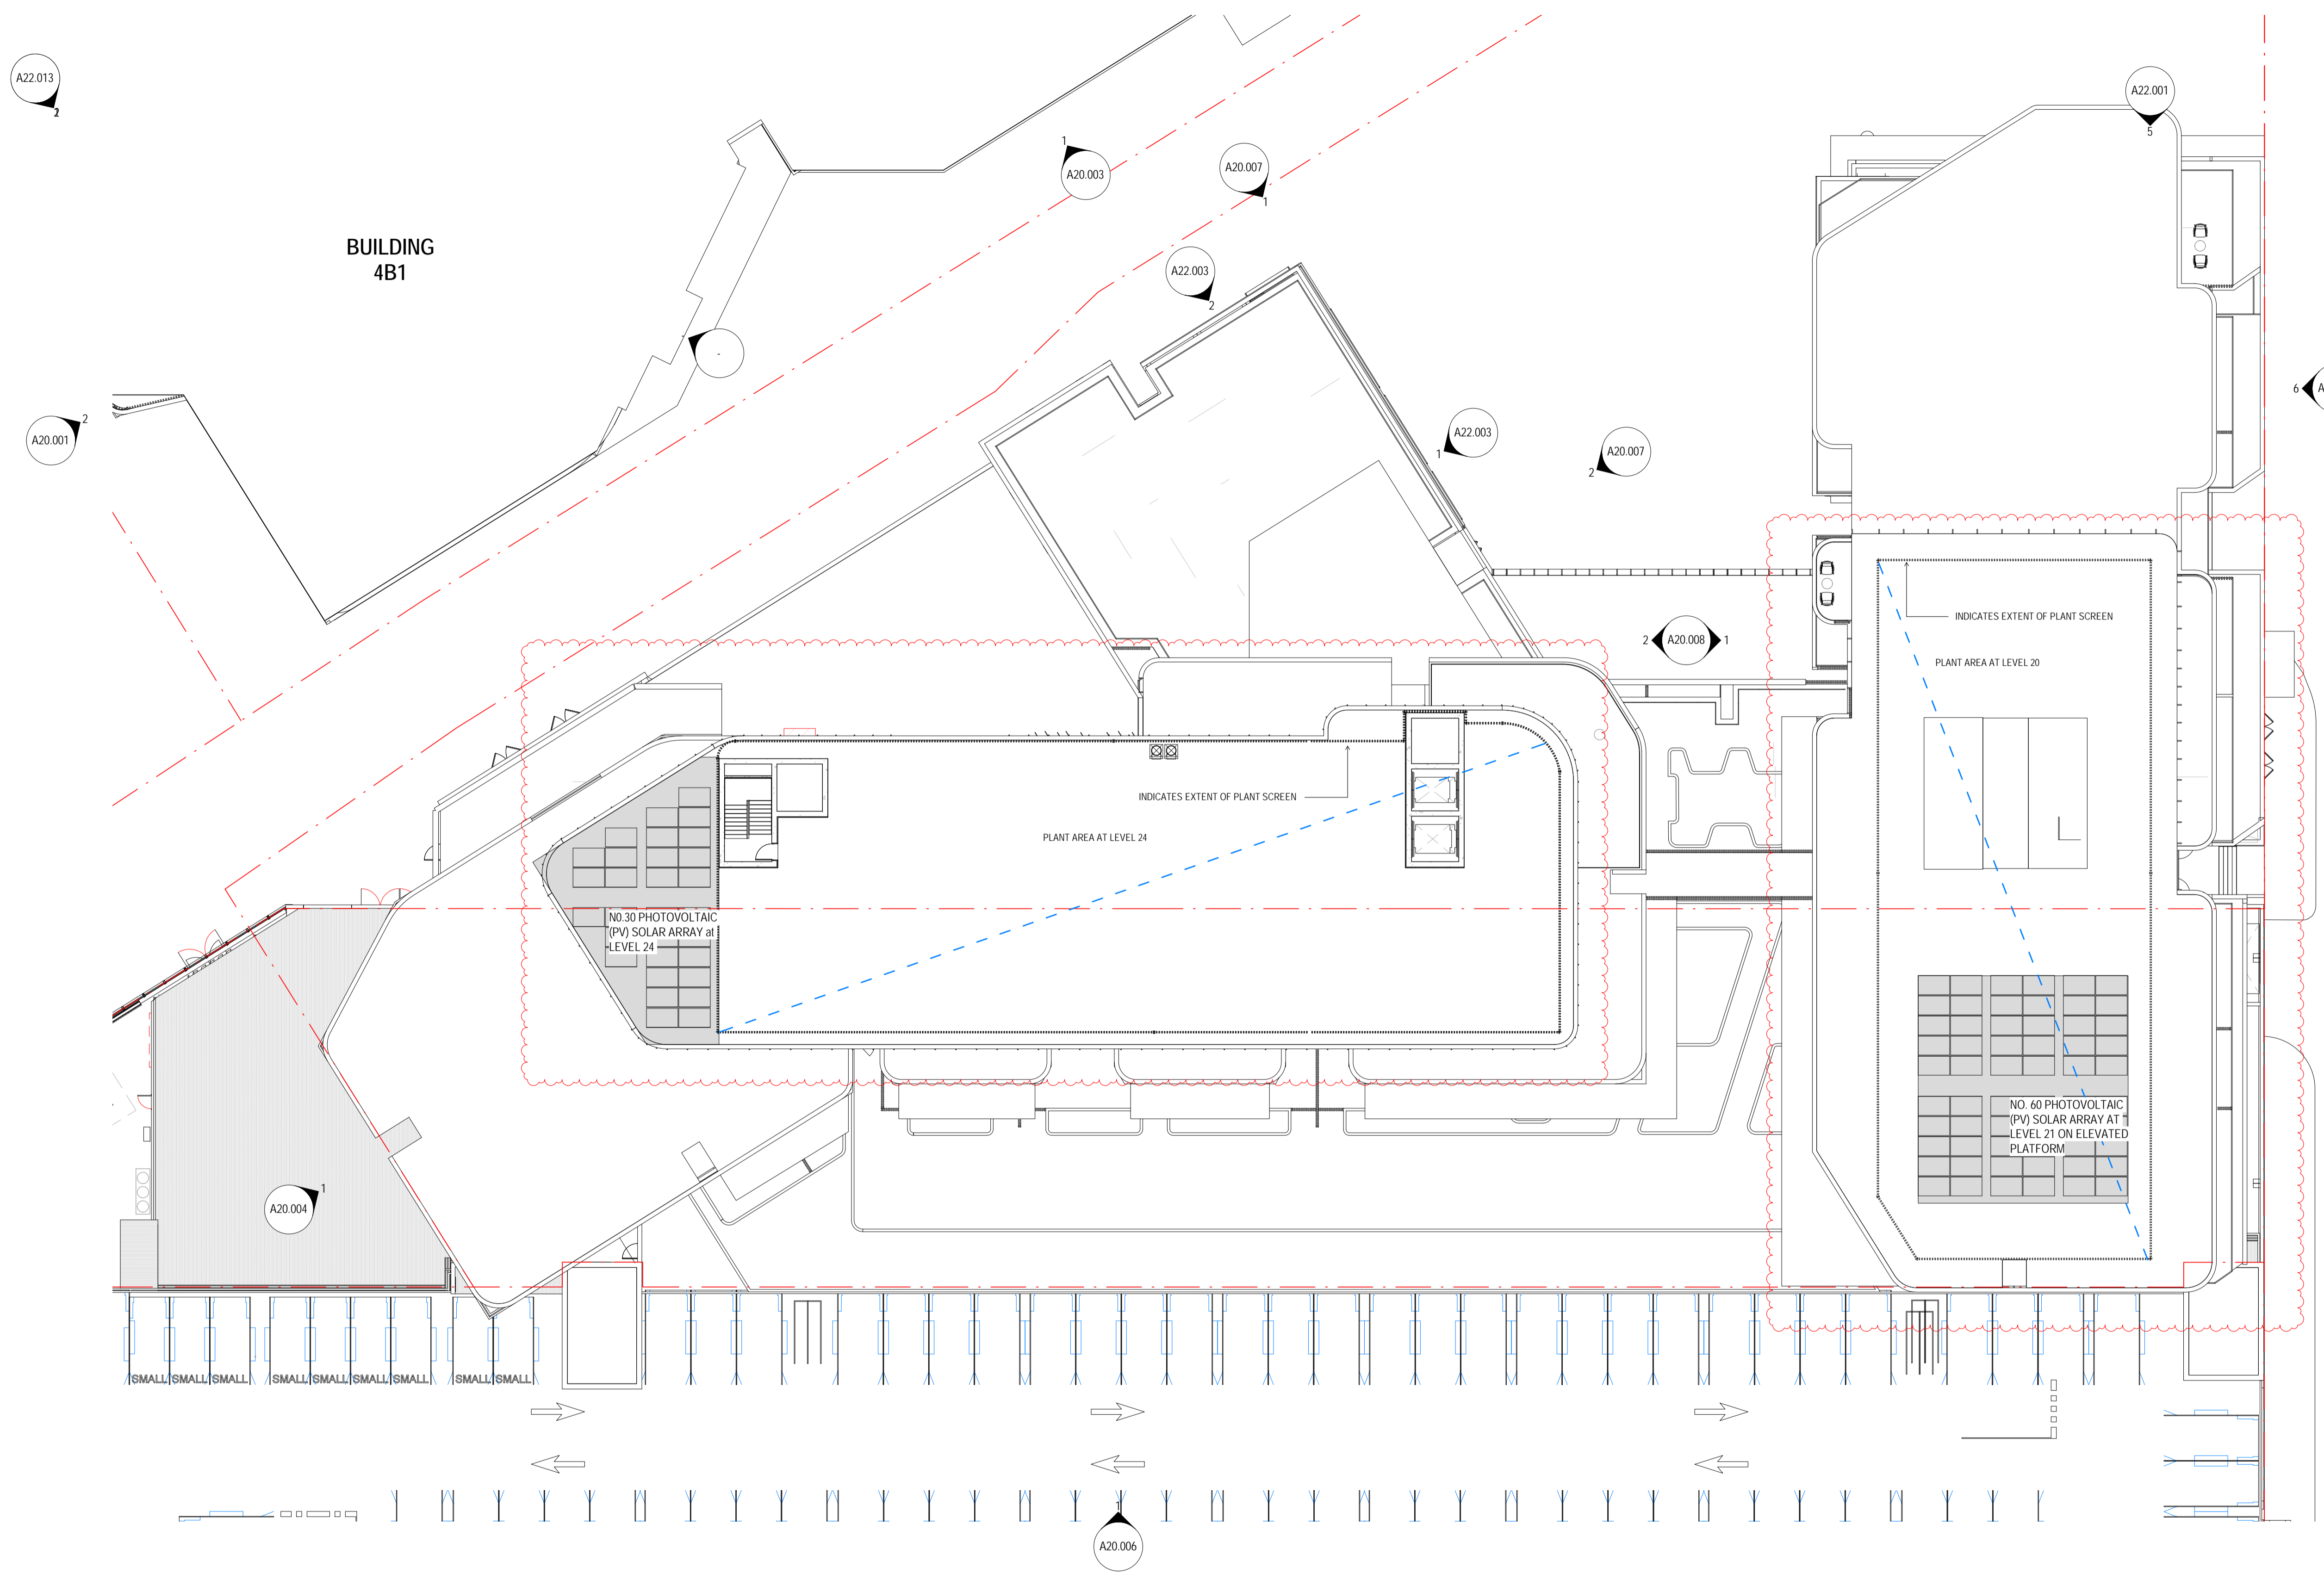 A22.013
2
A22.001
5
1
A20.003
A20.007
1
BUILDING
4B1
A22.003
2
-
6
A
2
A20.001
A22.003
1
A20.007
2
INDICATES EXTENT OF PLANT SCREEN
2
A20.008
1
PLANT AREA AT LEVEL 20
INDICATES EXTENT OF PLANT SCREEN
PLANT AREA AT LEVEL 24
N0.30 PHOTOVOLTAIC
(PV) SOLAR ARRAY at
LEVEL 24
NO. 60 PHOTOVOLTAIC
(PV) SOLAR ARRAY AT
LEVEL 21 ON ELEVATED
PLATFORM
1
A20.004
SMALL SMALL SMALL SMALL SMALL SMALL SMALL SMALL SMALL
1
A20.006